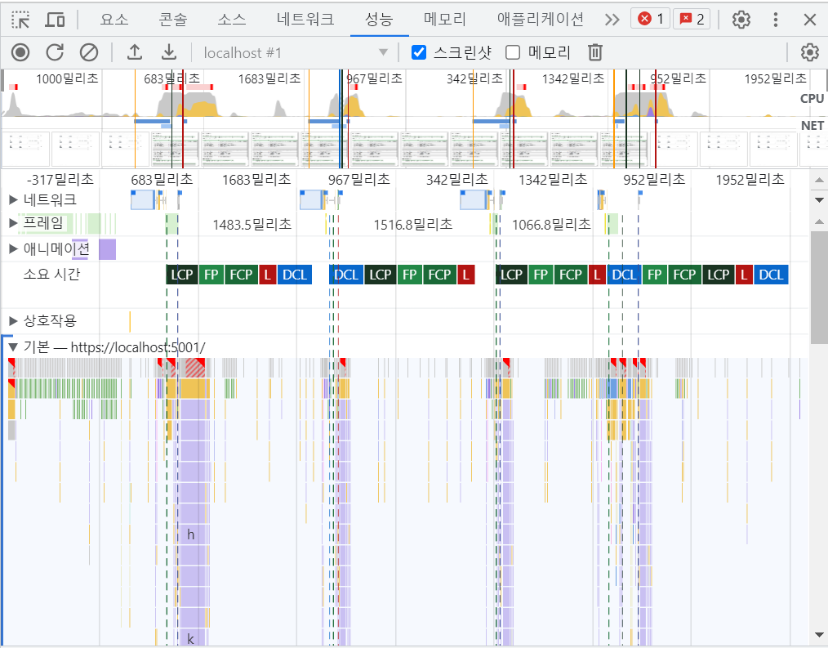 요소 콘솔 소스 네트워크 성능 메모리 애플리케이션 1 2
localhost #1 스크린샷 메모리
1000밀리초 683밀리초 1683밀리초 967밀리초 342밀리초 1342밀리초 952밀리초 1952밀리초
CPU
NET
-317밀리초 683밀리초 1683밀리초 967밀리초 342밀리초 1342밀리초 952밀리초 1952밀리초
네트워크
프레임 1483.5밀리초 1516.8밀리초 1066.8밀리초
애니메이션
소요 시간 LCP FP FCP L DCL DCL LCP FP FCP L LCP FP FCP L DCL FP FCP LCP L DCL
상호작용
기본 — https://localhost:5001/
h
k